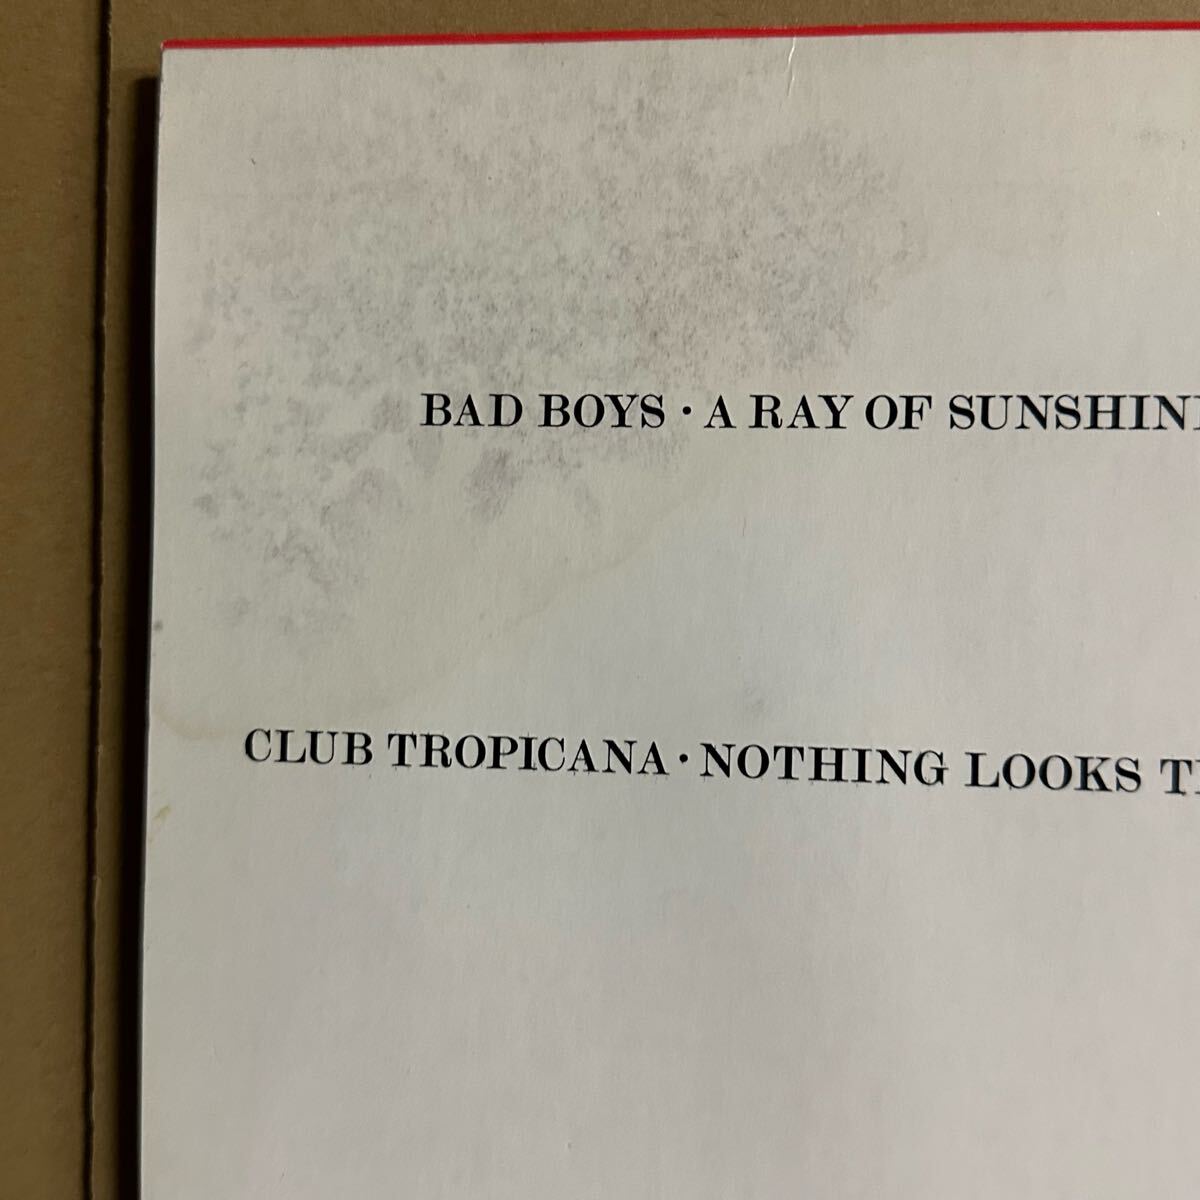 BAD BOYS · A RAY OF SUNSHIN
CLUB TROPICANA · NOTHING LOOKS T